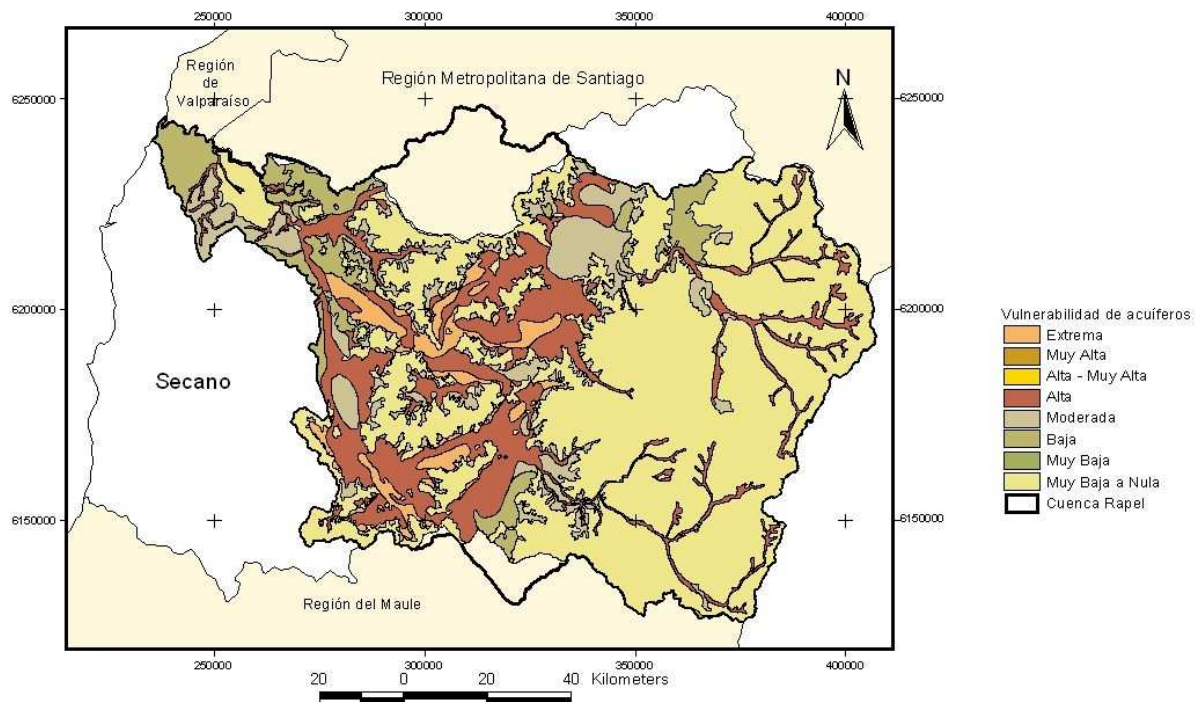 250000 300000 350000 400000
Región
de
Valparaíso
Región Metropolitana de Santiago
N
6250000 6250000
6200000 6200000
Secano
6150000 6150000
Región del Maule
250000 300000 350000 400000
20 0 20 40 Kilometers
Vulnerabilidad de acuíferos
Extrema
Muy Alta
Alta - Muy Alta
Alta
Moderada
Baja
Muy Baja
Muy Baja a Nula
Cuenca Rapel